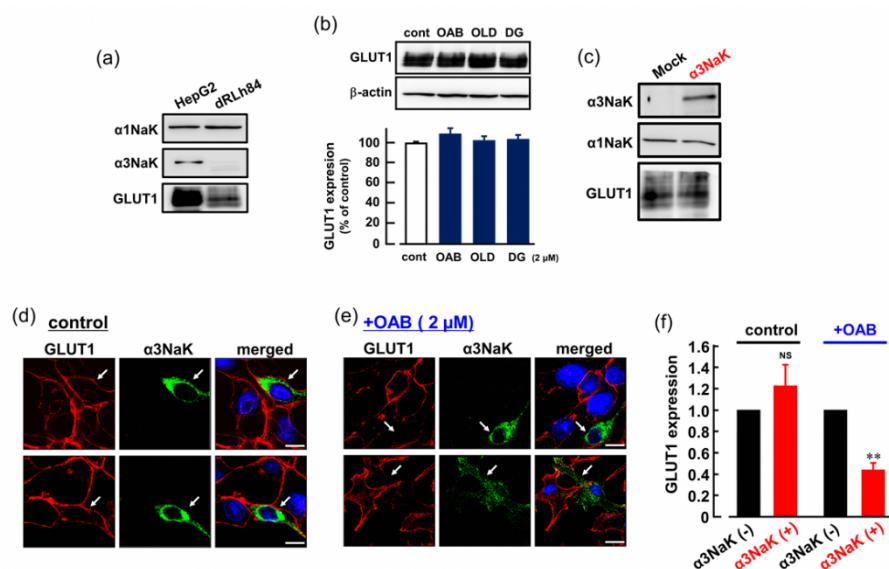 (a)
HepG2
dRLh84
α1NaK
α3NaK
GLUT1
(b)
cont OAB OLD DG
GLUT1
β-actin
GLUT1 expresion
(% of control)
100
80
60
40
20
0
cont OAB OLD DG (2 μM)
(c)
Mock
α3NaK
α3NaK
α1NaK
GLUT1
(d) control
GLUT1 α3NaK merged
(e) +OAB ( 2 μM)
GLUT1 α3NaK merged
(f)
control +OAB
GLUT1 expression
1.6
1.4
1.2
1.0
0.8
0.6
0.4
0.2
0
NS
**
α3NaK (-)
α3NaK (+)
α3NaK (-)
α3NaK (+)